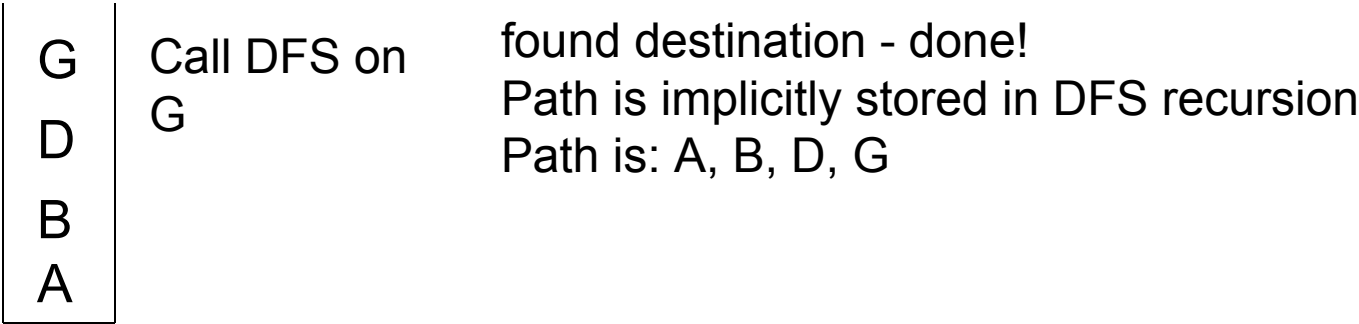 G
D
B
A
Call DFS on
G
found destination - done!
Path is implicitly stored in DFS recursion
Path is: A, B, D, G